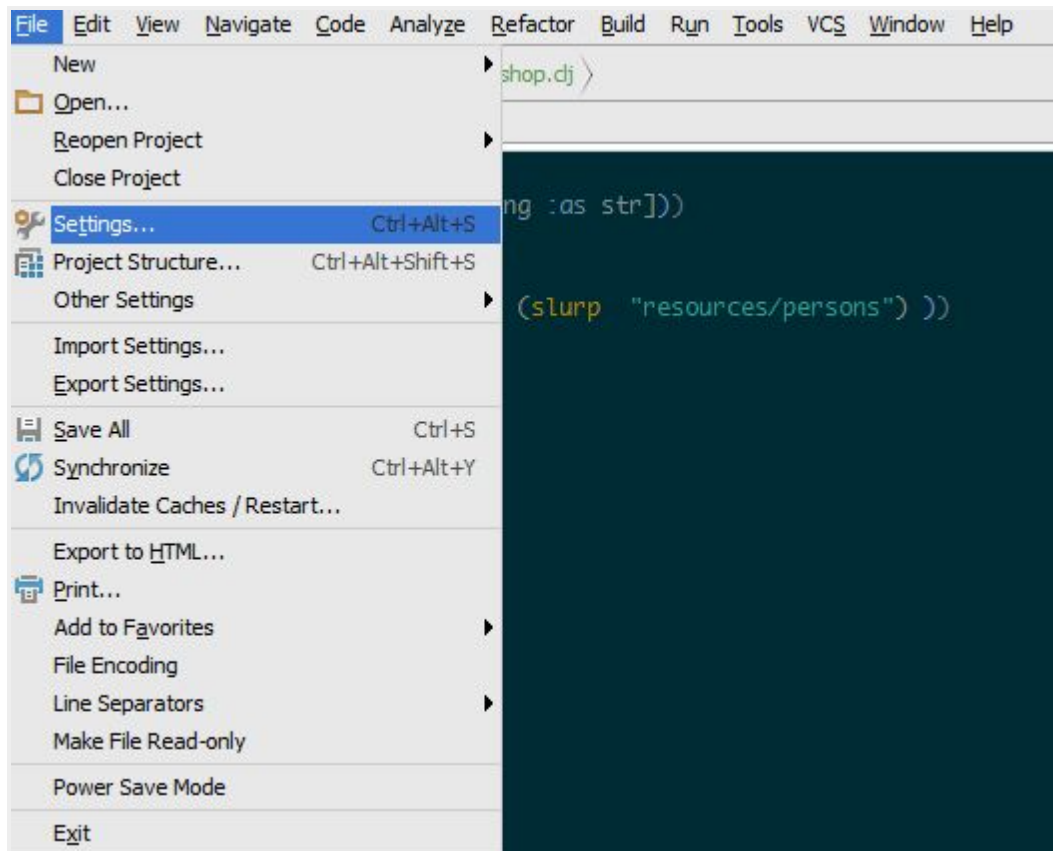 File Edit View Navigate Code Analyze Refactor Build Run Tools VCS Window Help
New
shop.clj
Open...
Reopen Project
Close Project
Settings... Ctrl+Alt+S
ng :as str]))
Project Structure... Ctrl+Alt+Shift+S
Other Settings
(slurp "resources/persons") ))
Import Settings...
Export Settings...
Save All Ctrl+S
Synchronize Ctrl+Alt+Y
Invalidate Caches / Restart...
Export to HTML...
Print...
Add to Favorites
File Encoding
Line Separators
Make File Read-only
Power Save Mode
Exit